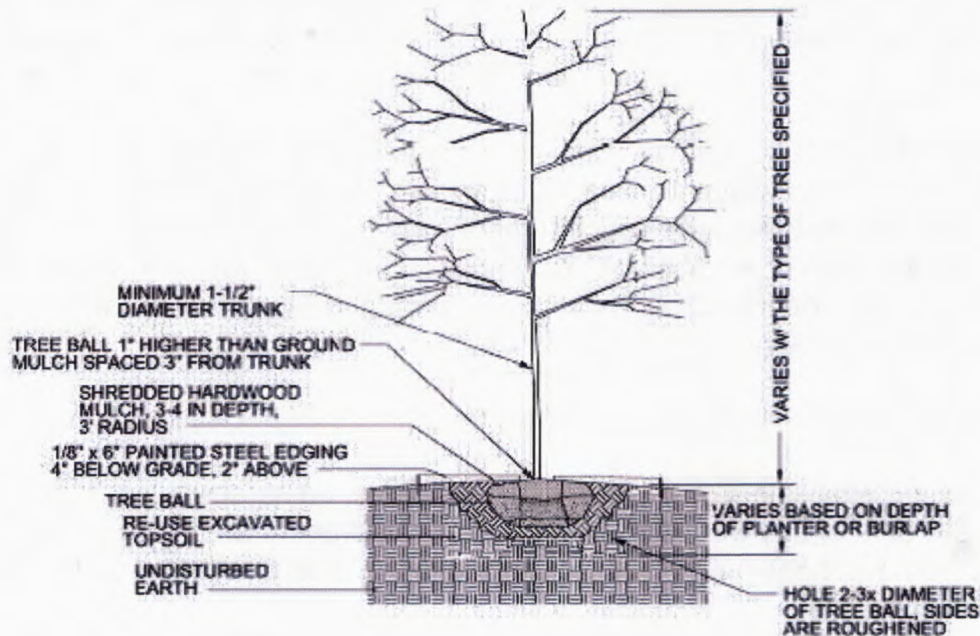 MINIMUM 1-1/2"
DIAMETER TRUNK
TREE BALL 1" HIGHER THAN GROUND
MULCH SPACED 3" FROM TRUNK
SHREDDED HARDWOOD
MULCH, 3-4 IN DEPTH,
3' RADIUS
1/8" x 6" PAINTED STEEL EDGING
4" BELOW GRADE, 2" ABOVE
TREE BALL
RE-USE EXCAVATED
TOPSOIL
UNDISTURBED
EARTH
VARIES W/ THE TYPE OF TREE SPECIFIED
VARIES BASED ON DEPTH
OF PLANTER OR BURLAP
HOLE 2-3x DIAMETER
OF TREE BALL, SIDES
ARE ROUGHENED